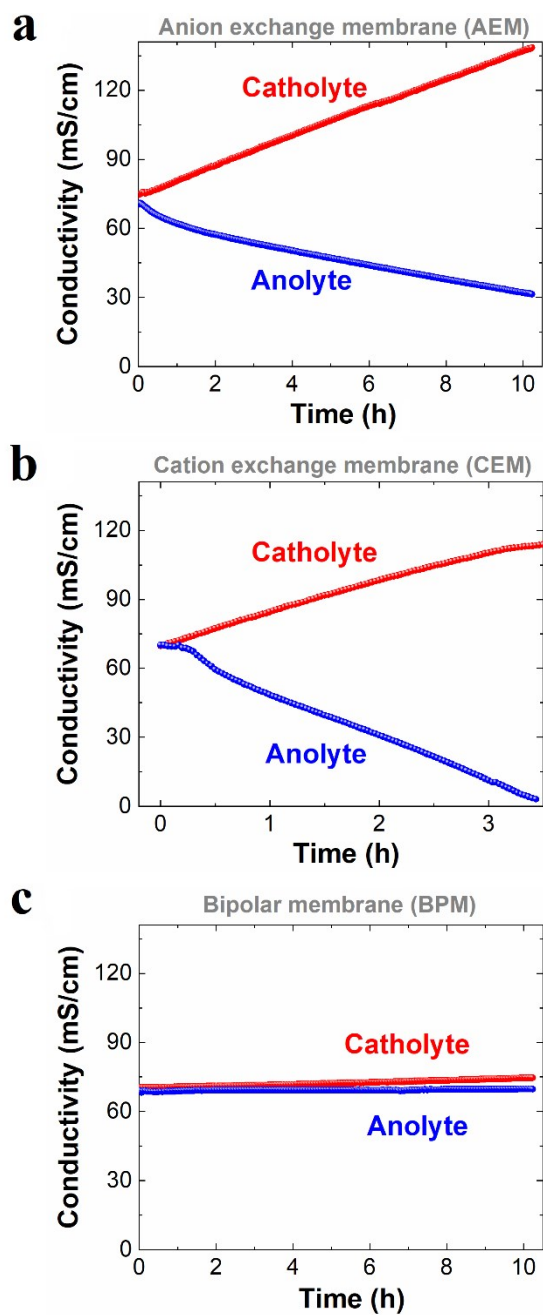 a
Anion exchange membrane (AEM)
Conductivity (mS/cm)
120
90
60
30
0
Catholyte
Anolyte
0 2 4 6 8 10
Time (h)
b
Cation exchange membrane (CEM)
Conductivity (mS/cm)
120
90
60
30
0
Catholyte
Anolyte
0 1 2 3
Time (h)
c
Bipolar membrane (BPM)
Conductivity (mS/cm)
120
90
60
30
0
Catholyte
Anolyte
0 2 4 6 8 10
Time (h)